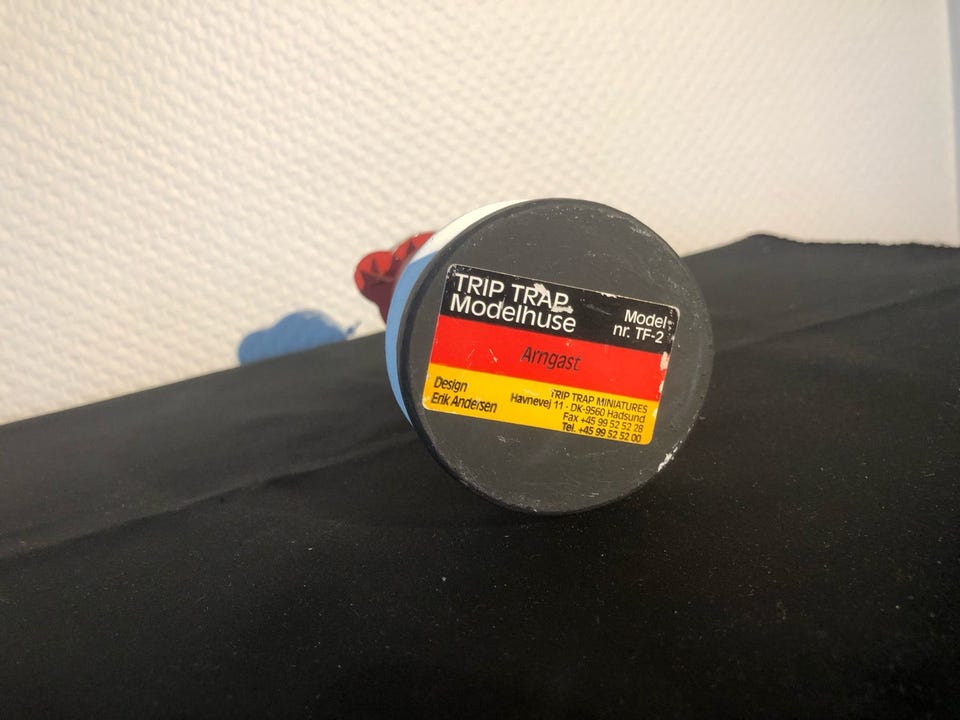 TRIP TRAP
Modelhuse
Model
nr. TF-2
Arngast
Design
Erik Andersen
TRIP TRAP MINIATURES
Havnevej 11 · DK-9560 Hadsund
Fax +45 99 52 52 28
Tel. +45 99 52 52 00